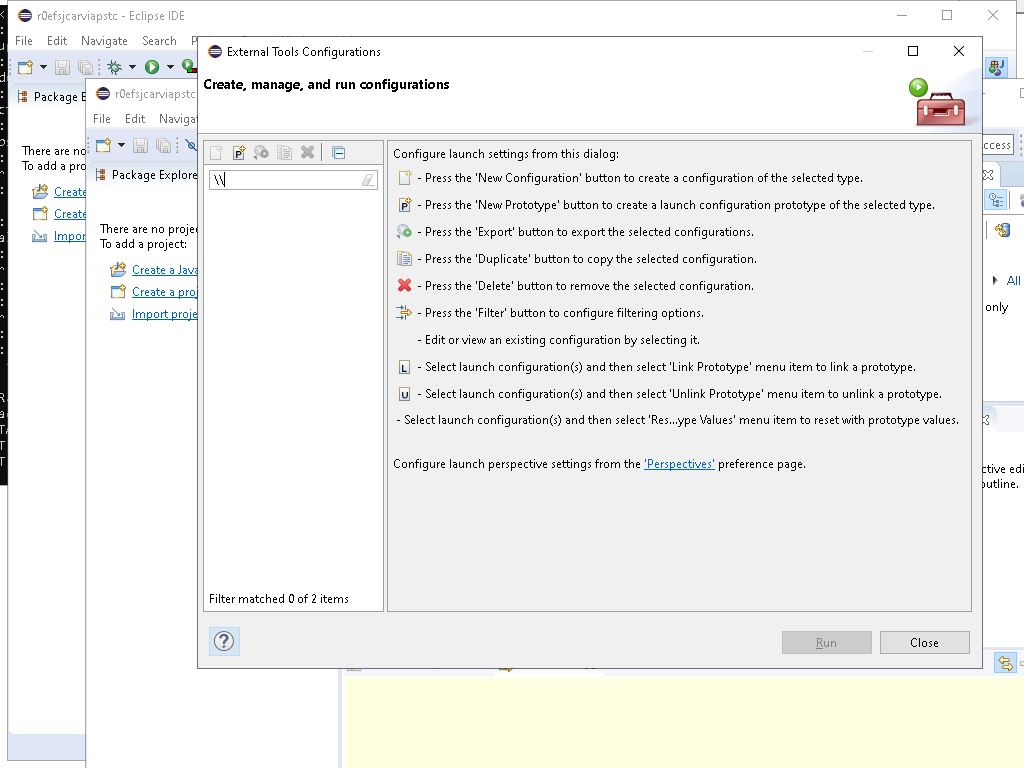 r0efsjcarviapstc - Eclipse IDE
File Edit Navigate Search
External Tools Configurations
Create, manage, and run configurations
Package E
r0efsjcarviapstc
File Edit Naviga
There are no
To add a pro
Create
Create
Impor
Package Explore
There are no proje
To add a project:
Create a Java
Create a proj
Import proje
\\
Filter matched 0 of 2 items
Configure launch settings from this dialog:
- Press the 'New Configuration' button to create a configuration of the selected type.
P - Press the 'New Prototype' button to create a launch configuration prototype of the selected type.
- Press the 'Export' button to export the selected configurations.
- Press the 'Duplicate' button to copy the selected configuration.
- Press the 'Delete' button to remove the selected configuration.
- Press the 'Filter' button to configure filtering options.
- Edit or view an existing configuration by selecting it.
L - Select launch configuration(s) and then select 'Link Prototype' menu item to link a prototype.
U - Select launch configuration(s) and then select 'Unlink Prototype' menu item to unlink a prototype.
- Select launch configuration(s) and then select 'Res...ype Values' menu item to reset with prototype values.
Configure launch perspective settings from the 'Perspectives' preference page.
Run Close
ccess
All
only
ctive edi
outline.